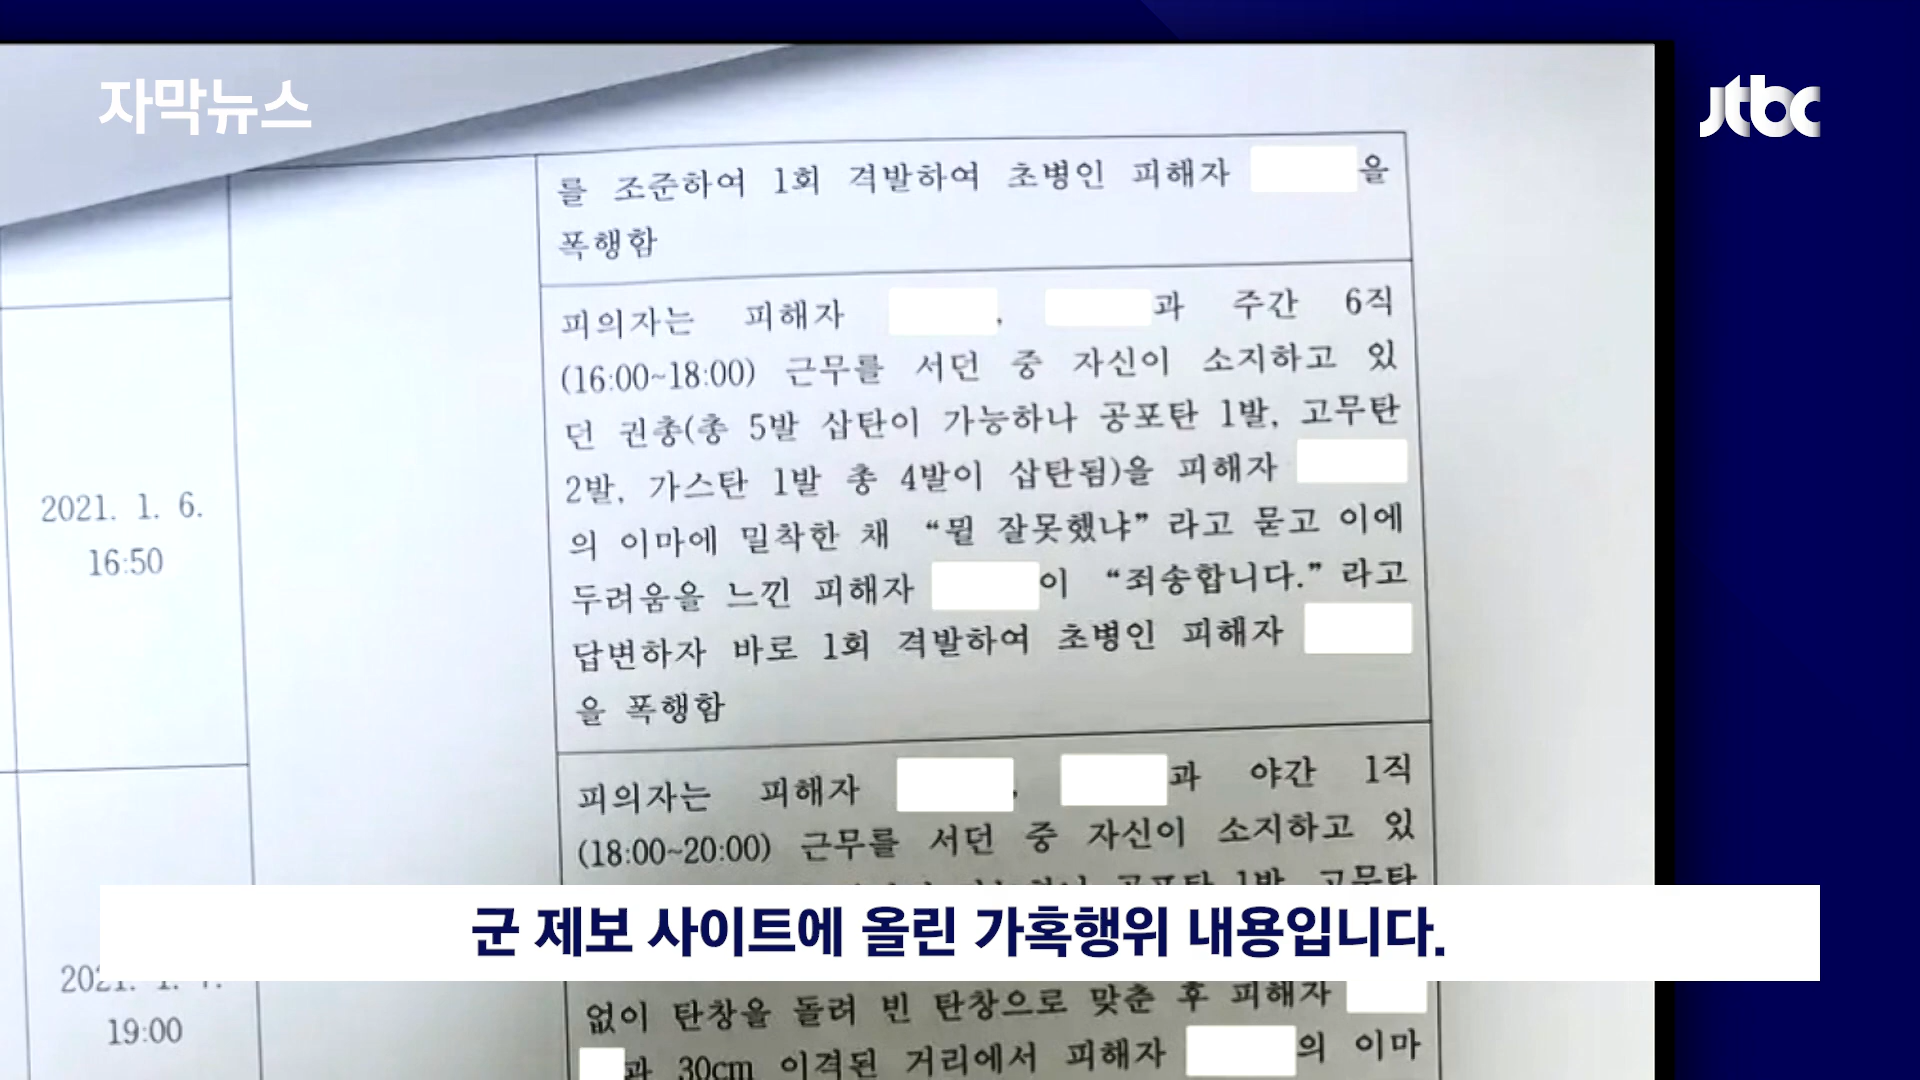 자막뉴스
jtbc
를 조준하여 1회 격발하여 초병인 피해자 을
폭행함
2021. 1. 6.
16:50
피의자는 피해자 , 과 주간 6직
(16:00~18:00) 근무를 서던 중 자신이 소지하고 있
던 권총(총 5발 삽탄이 가능하나 공포탄 1발, 고무탄
2발, 가스탄 1발 총 4발이 삽탄됨)을 피해자
의 이마에 밀착한 채 “뭘 잘못했냐” 라고 묻고 이에
두려움을 느낀 피해자 이 “죄송합니다.” 라고
답변하자 바로 1회 격발하여 초병인 피해자
을 폭행함
19:00
피의자는 피해자 , 과 야간 1직
(18:00~20:00) 근무를 서던 중 자신이 소지하고 있
군 제보 사이트에 올린 가혹행위 내용입니다.
없이 탄창을 돌려 빈 탄창으로 맞춘 후 피해자
과 30cm 이격된 거리에서 피해자 의 이마